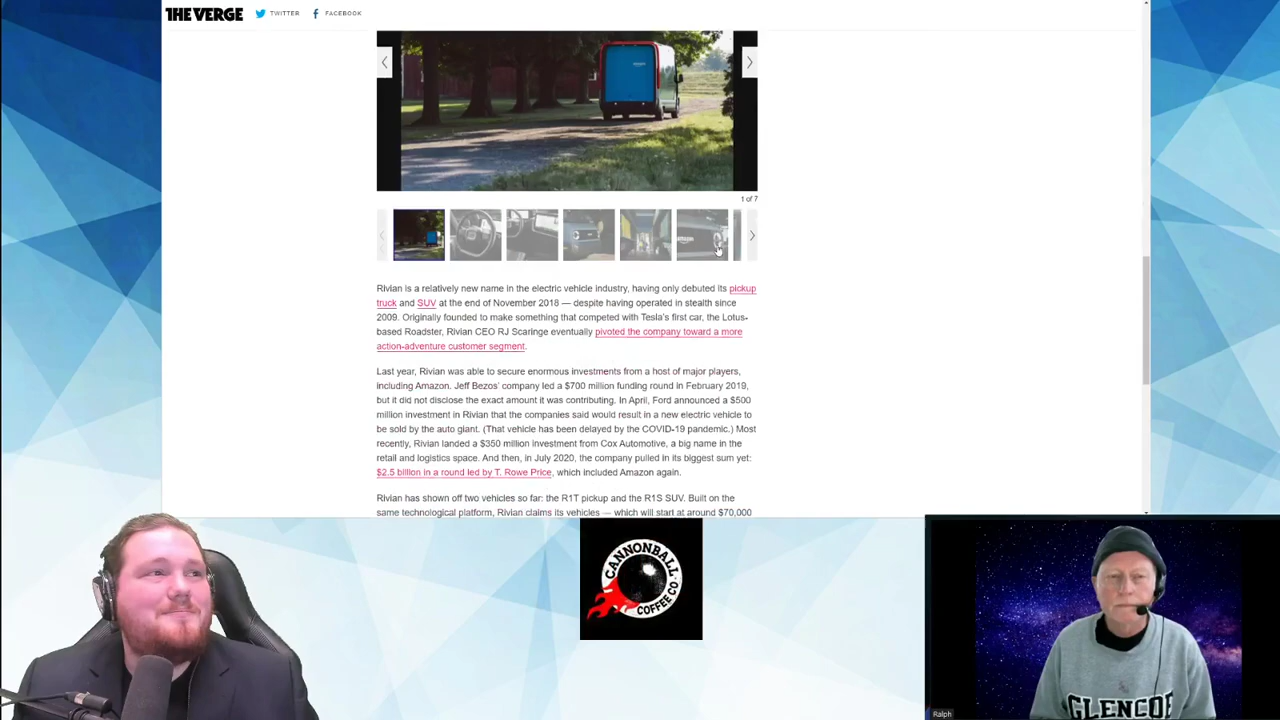 THE VERGE
TWITTER
FACEBOOK
amazon
1 of 7
Rivian is a relatively new name in the electric vehicle industry, having only debuted its pickup
truck and SUV at the end of November 2018 — despite having operated in stealth since
2009. Originally founded to make something that competed with Tesla's first car, the Lotus-
based Roadster, Rivian CEO RJ Scaringe eventually pivoted the company toward a more
action-adventure customer segment.
Last year, Rivian was able to secure enormous investments from a host of major players,
including Amazon. Jeff Bezos' company led a $700 million funding round in February 2019,
but it did not disclose the exact amount it was contributing. In April, Ford announced a $500
million investment in Rivian that the companies said would result in a new electric vehicle to
be sold by the auto giant. (That vehicle has been delayed by the COVID-19 pandemic.) Most
recently, Rivian landed a $350 million investment from Cox Automotive, a big name in the
retail and logistics space. And then, in July 2020, the company pulled in its biggest sum yet:
$2.5 billion in a round led by T. Rowe Price, which included Amazon again.
Rivian has shown off two vehicles so far: the R1T pickup and the R1S SUV. Built on the
same technological platform, Rivian claims its vehicles — which will start at around $70,000
CANNONBALL
COFFEE CO.
GLENCOE
Ralph